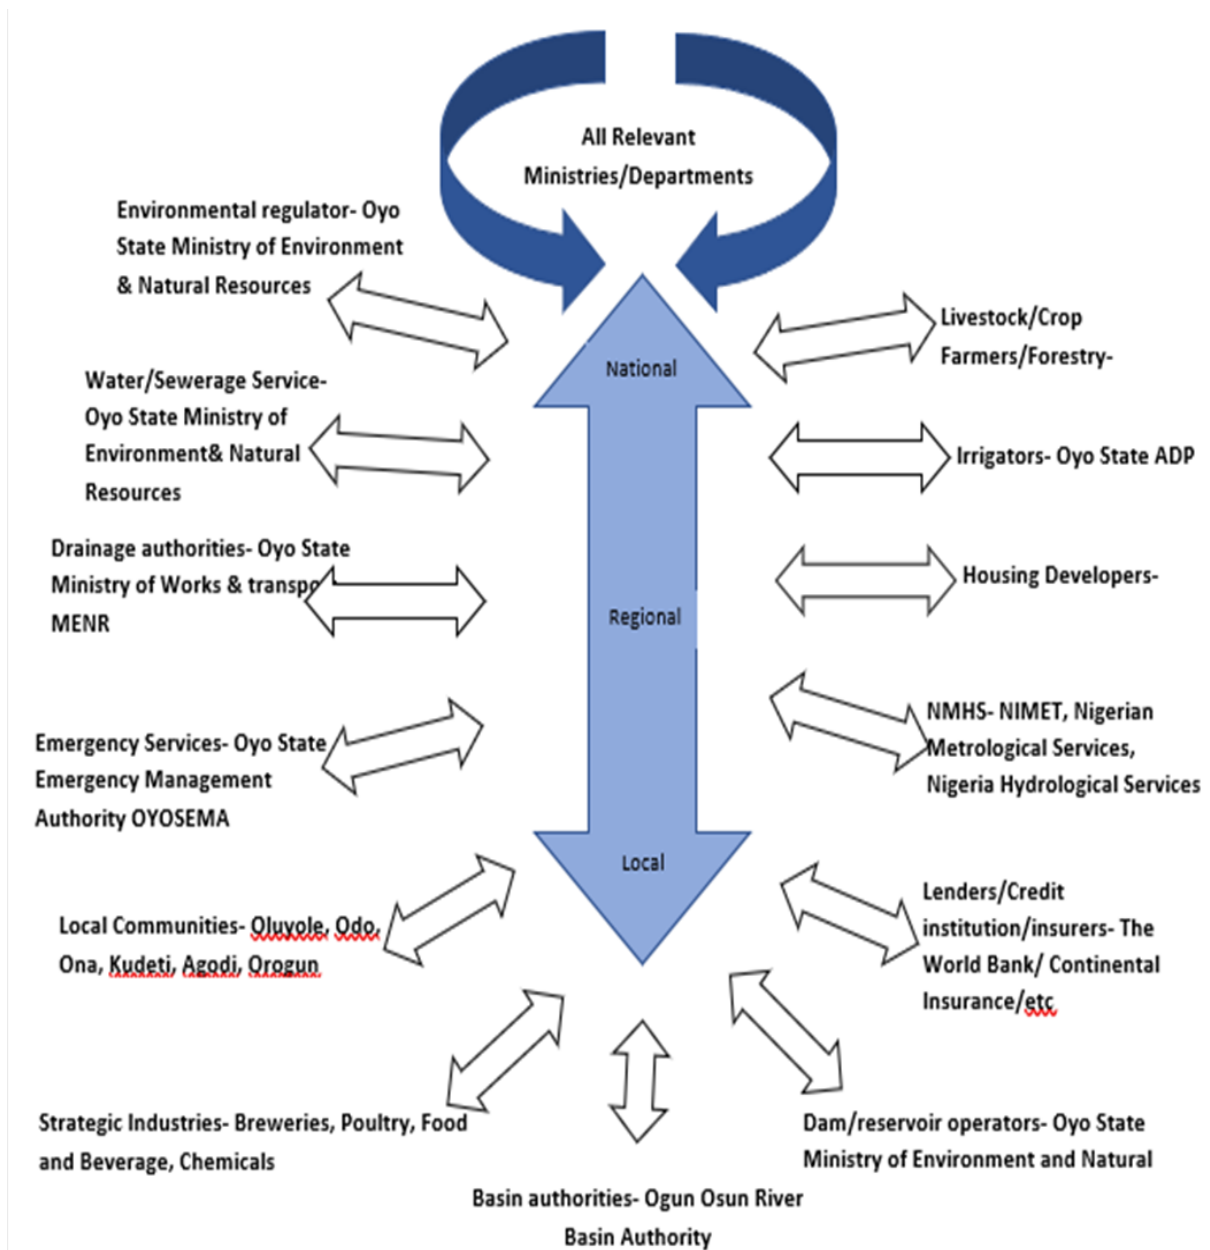 All Relevant
Ministries/Departments
Environmental regulator- Oyo
State Ministry of Environment
& Natural Resources
Water/Sewerage Service-
Oyo State Ministry of
Environment& Natural
Resources
Drainage authorities- Oyo State
Ministry of Works &
MENR
Emergency Services- Oyo State
Emergency Management
Authority OYOSEMA
Local Communities- Oluyole, Odo,
Ona, Kudeti, Agodi, Orogun
Strategic Industries- Breweries, Poultry, Food
and Beverage, Chemicals
National
Regional
Local
Basin authorities- Ogun Osun River
Basin Authority
Livestock/Crop
Farmers/Forestry-
Irrigators- Oyo State ADP
Housing Developers-
NMHS- NIMET, Nigerian
Metrological Services,
Nigeria Hydrological Services
Lenders/Credit
institution/insurers- The
World Bank/ Continental
Insurance/etc
Dam/reservoir operators- Oyo State
Ministry of Environment and Natural